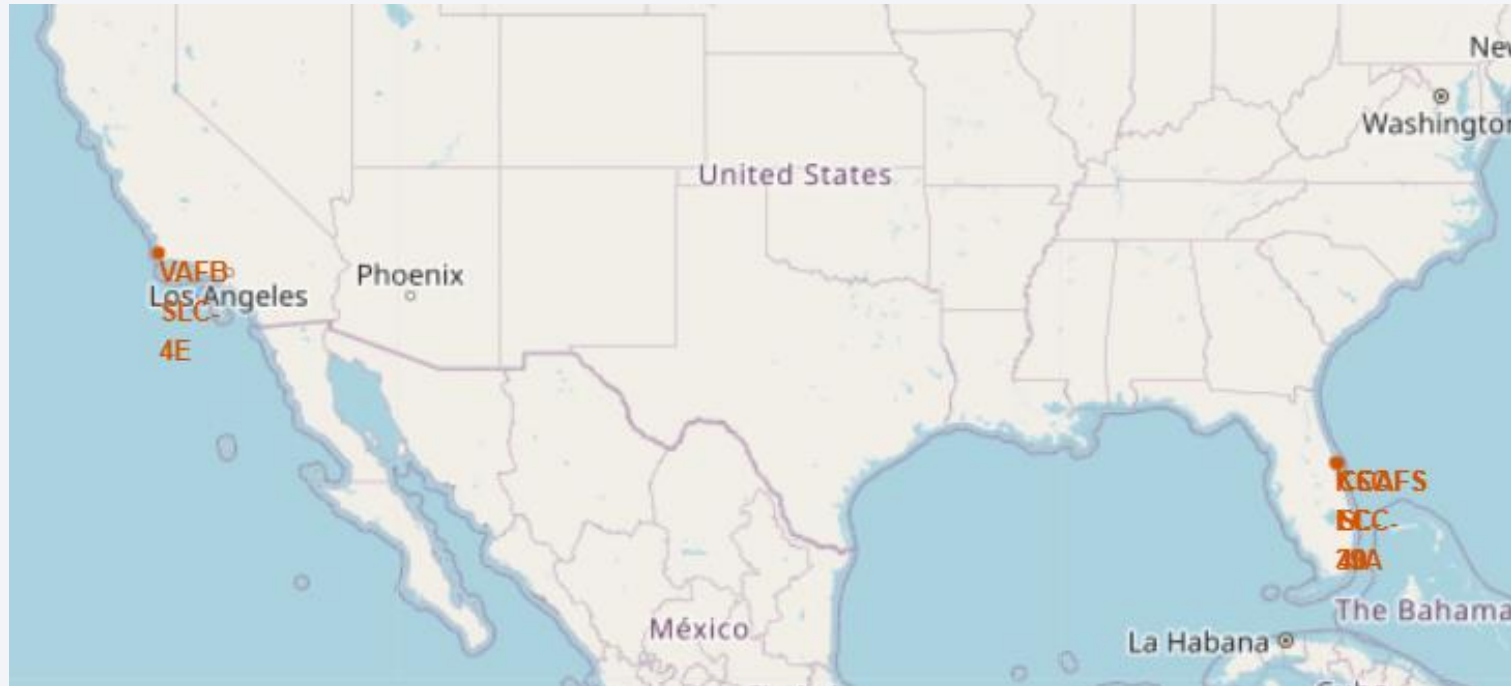 New
Washington
United States
VAFB
SLC-
4E
Los Angeles
Phoenix
México
La Habana
The Bahama